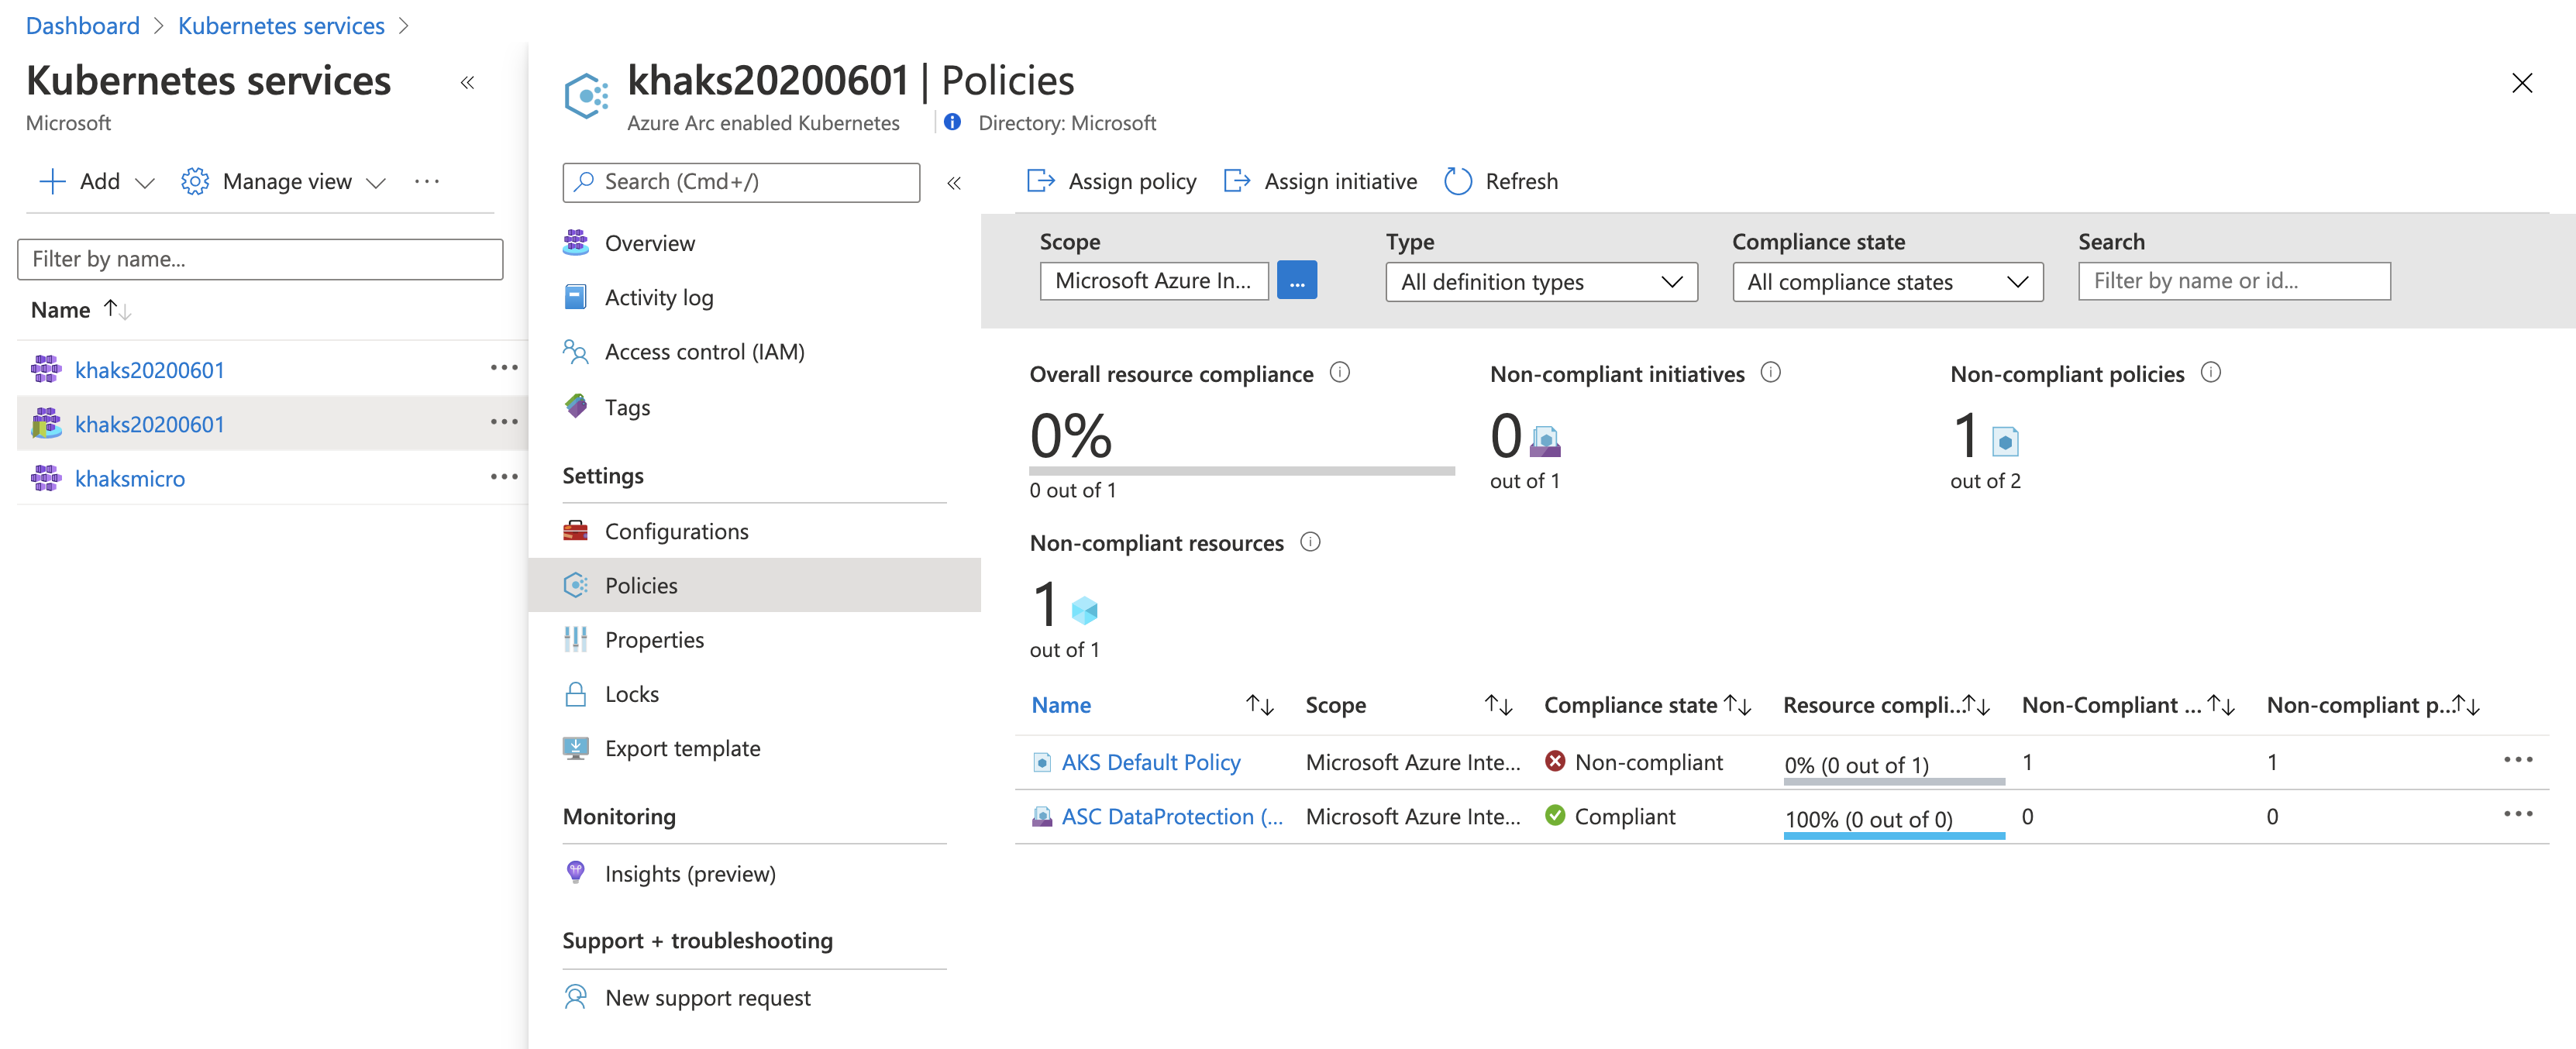 Dashboard > Kubernetes services >
Kubernetes services «
Microsoft
+ Add Manage view ...
Filter by name...
Name ↑↓
khaks20200601 ...
khaks20200601 ...
khaksmicro ...
khaks20200601 | Policies
Azure Arc enabled Kubernetes | Directory: Microsoft
Search (Cmd+/) «
Overview
Activity log
Access control (IAM)
Tags
Settings
Configurations
Policies
Properties
Locks
Export template
Monitoring
Insights (preview)
Support + troubleshooting
New support request
Assign policy Assign initiative Refresh
Scope Type Compliance state Search
Microsoft Azure In... ... All definition types All compliance states Filter by name or id...
Overall resource compliance Non-compliant initiatives Non-compliant policies
0% 0 1
0 out of 1 out of 1 out of 2
Non-compliant resources
1
out of 1
Name ↑↓ Scope ↑↓ Compliance state ↑↓ Resource compli...↑↓ Non-Compliant ... ↑↓ Non-compliant p...↑↓
AKS Default Policy Microsoft Azure Inte... Non-compliant 0% (0 out of 1) 1 1 ...
ASC DataProtection (... Microsoft Azure Inte... Compliant 100% (0 out of 0) 0 0 ...